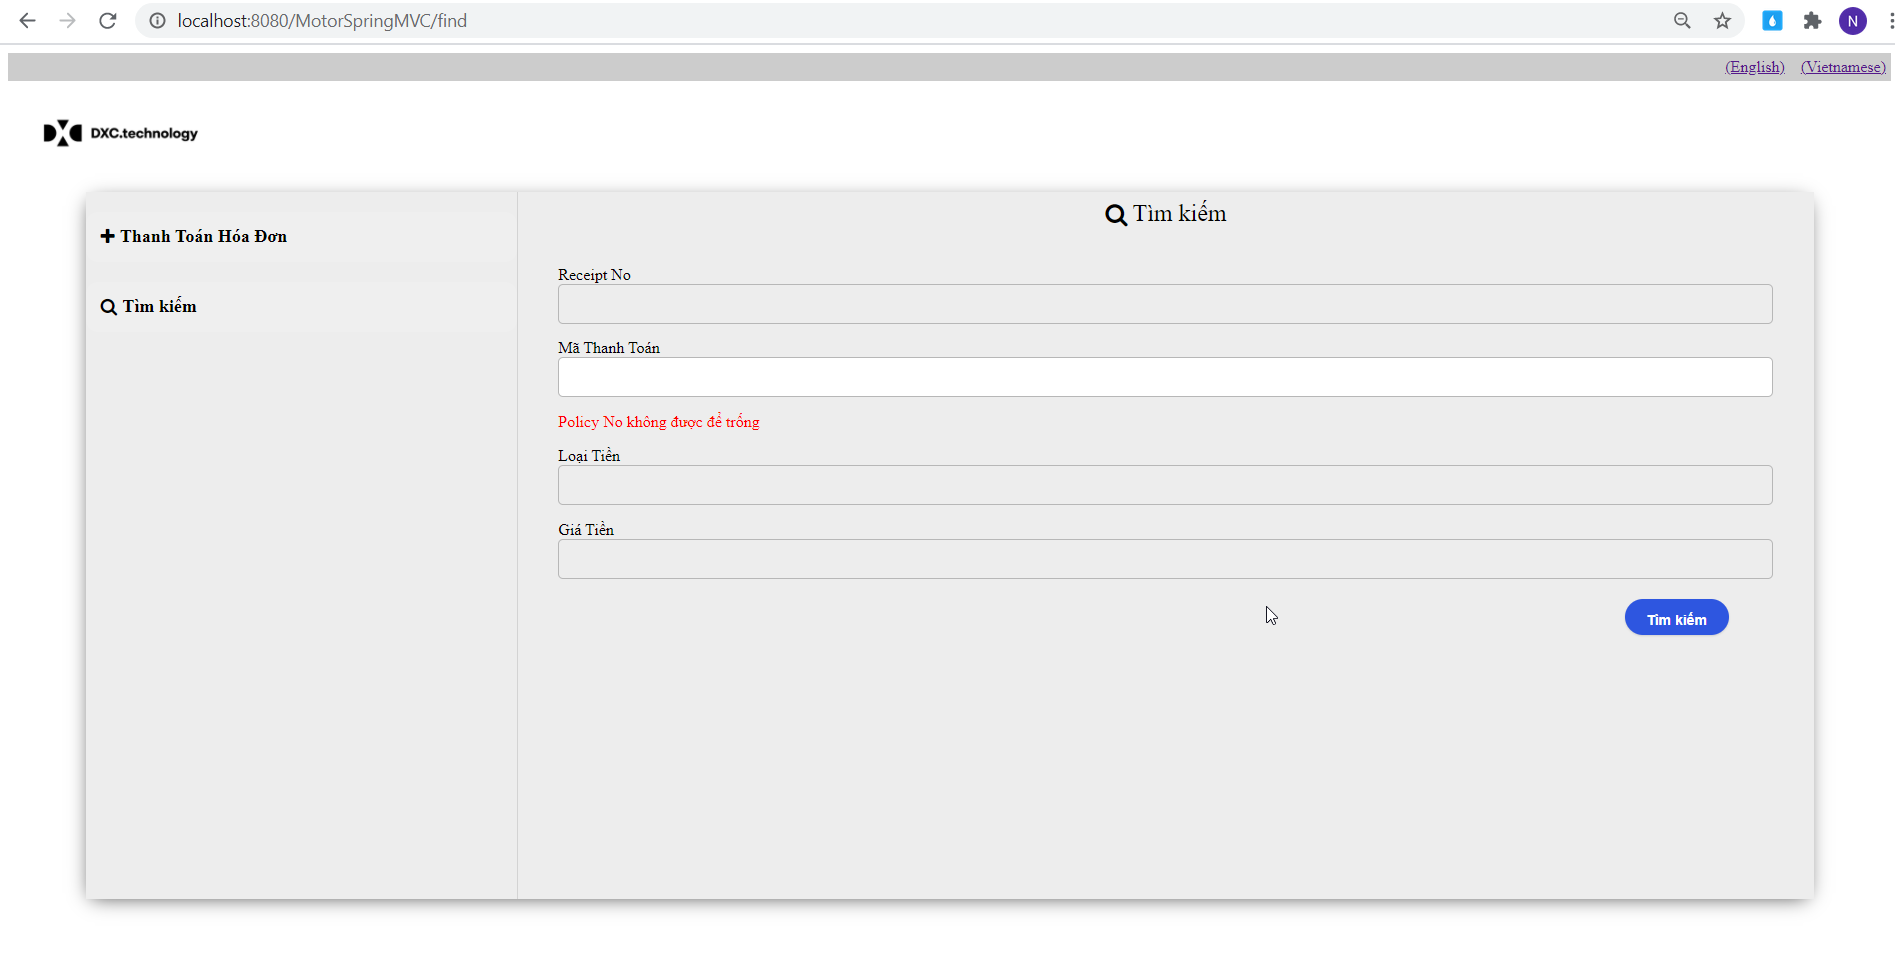 localhost:8080/MotorSpringMVC/find
N
(English) (Vietnamese)
DXC.technology
Thanh Toán Hóa Đơn
Tìm kiếm
Tìm kiếm
Receipt No
Mã Thanh Toán
Policy No không được để trống
Loại Tiền
Giá Tiền
Tìm kiếm